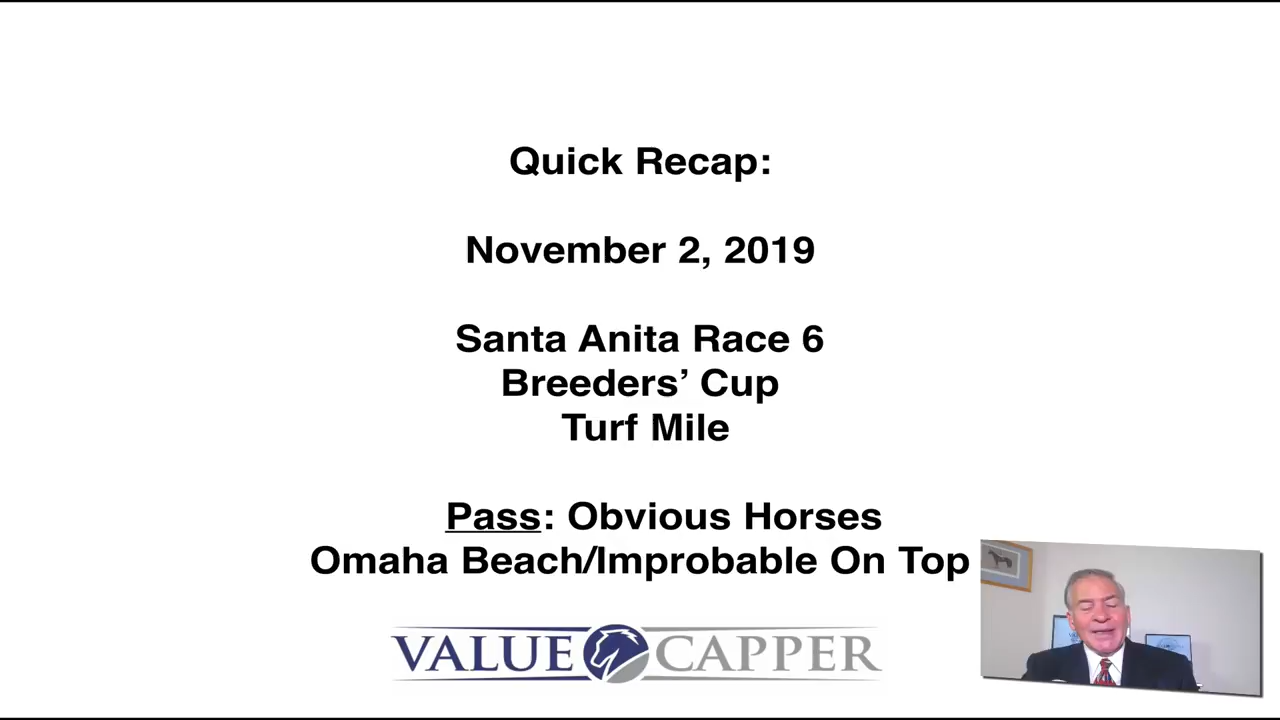 Quick Recap:
November 2, 2019
Santa Anita Race 6
Breeders’ Cup
Turf Mile
Pass: Obvious Horses
Omaha Beach/Improbable On Top
VALUE CAPPER